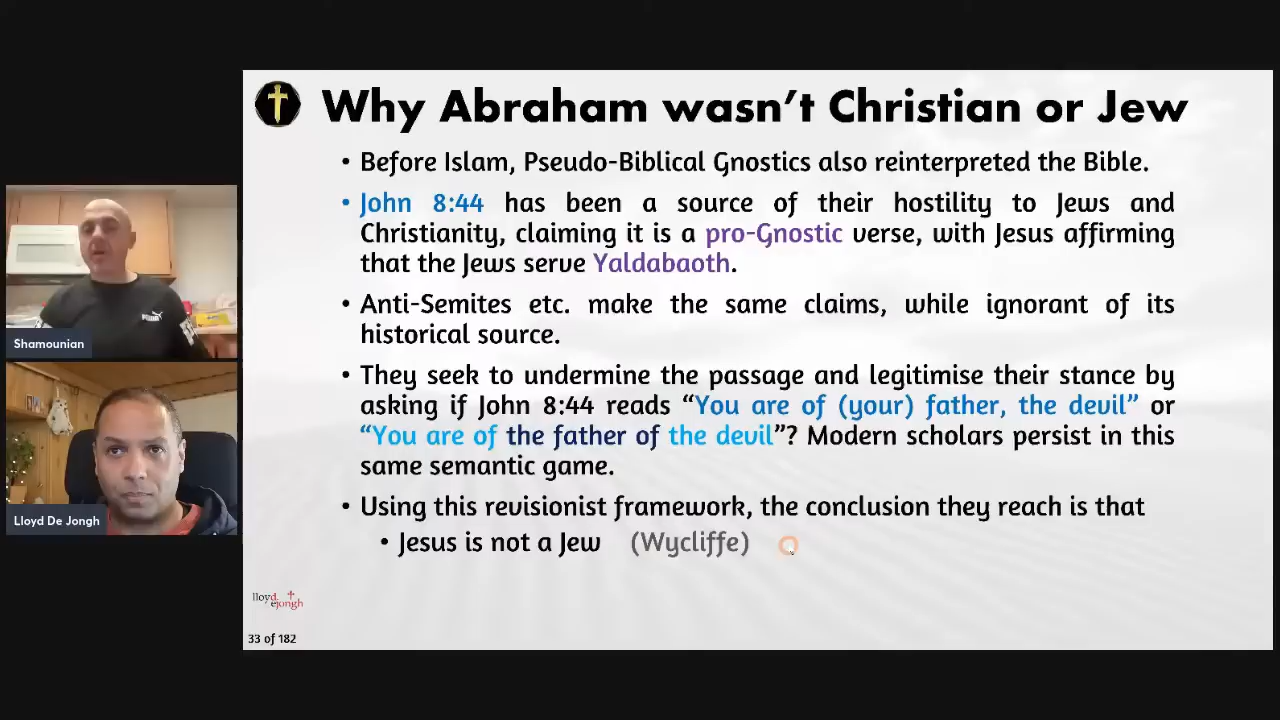 Why Abraham wasn't Christian or Jew
• Before Islam, Pseudo-Biblical Gnostics also reinterpreted the Bible.
• John 8:44 has been a source of their hostility to Jews and
Christianity, claiming it is a pro-Gnostic verse, with Jesus affirming
that the Jews serve Yaldabaoth.
• Anti-Semites etc. make the same claims, while ignorant of its
historical source.
• They seek to undermine the passage and legitimise their stance by
asking if John 8:44 reads “You are of (your) father, the devil” or
“You are of the father of the devil”? Modern scholars persist in this
same semantic game.
• Using this revisionist framework, the conclusion they reach is that
• Jesus is not a Jew (Wycliffe)
Shamounian
Lloyd De Jongh
lloyd
dejongh
33 of 182